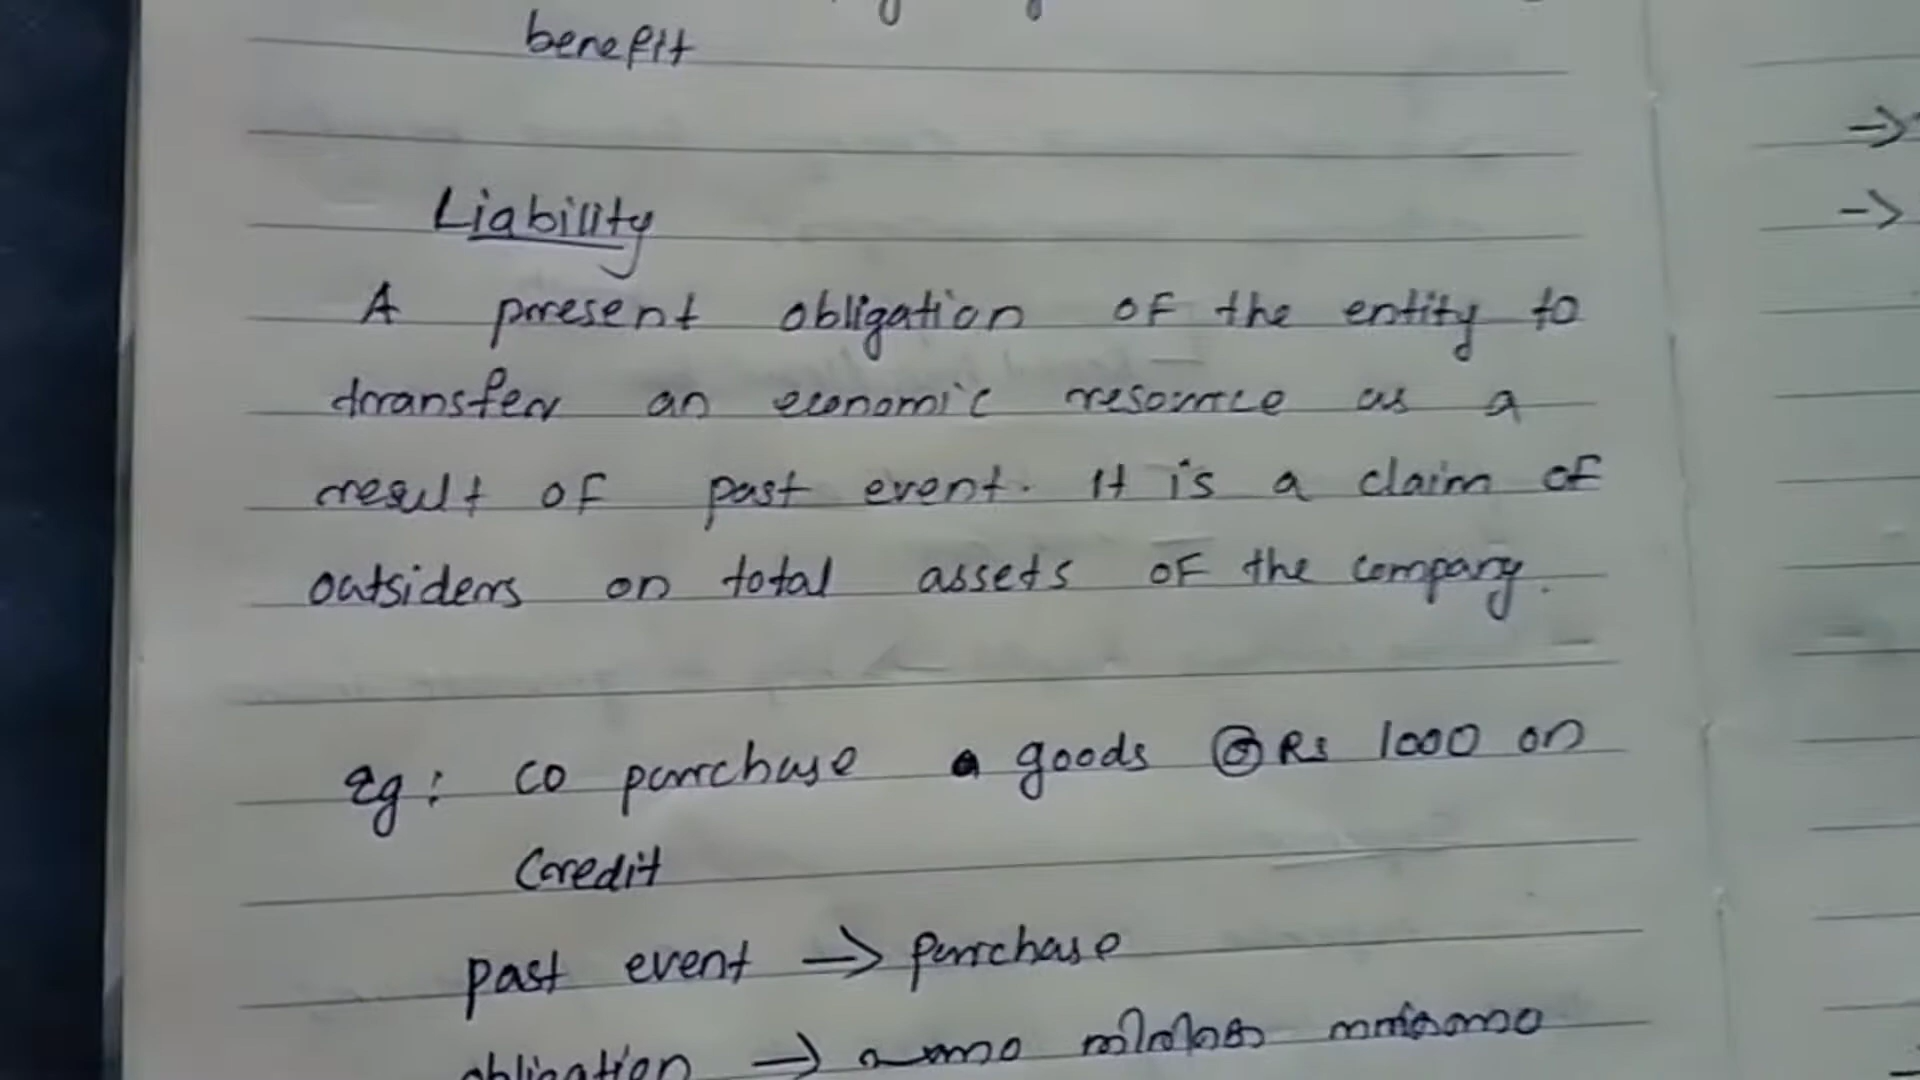 benefit
Liability
A present obligation of the entity to
transfer an economic resource as a
result of past event. It is a claim of
outsiders on total assets of the company.
eg: co purchase a goods @ Rs 1000 on
Credit
past event -> purchase
obligation ->
->
->